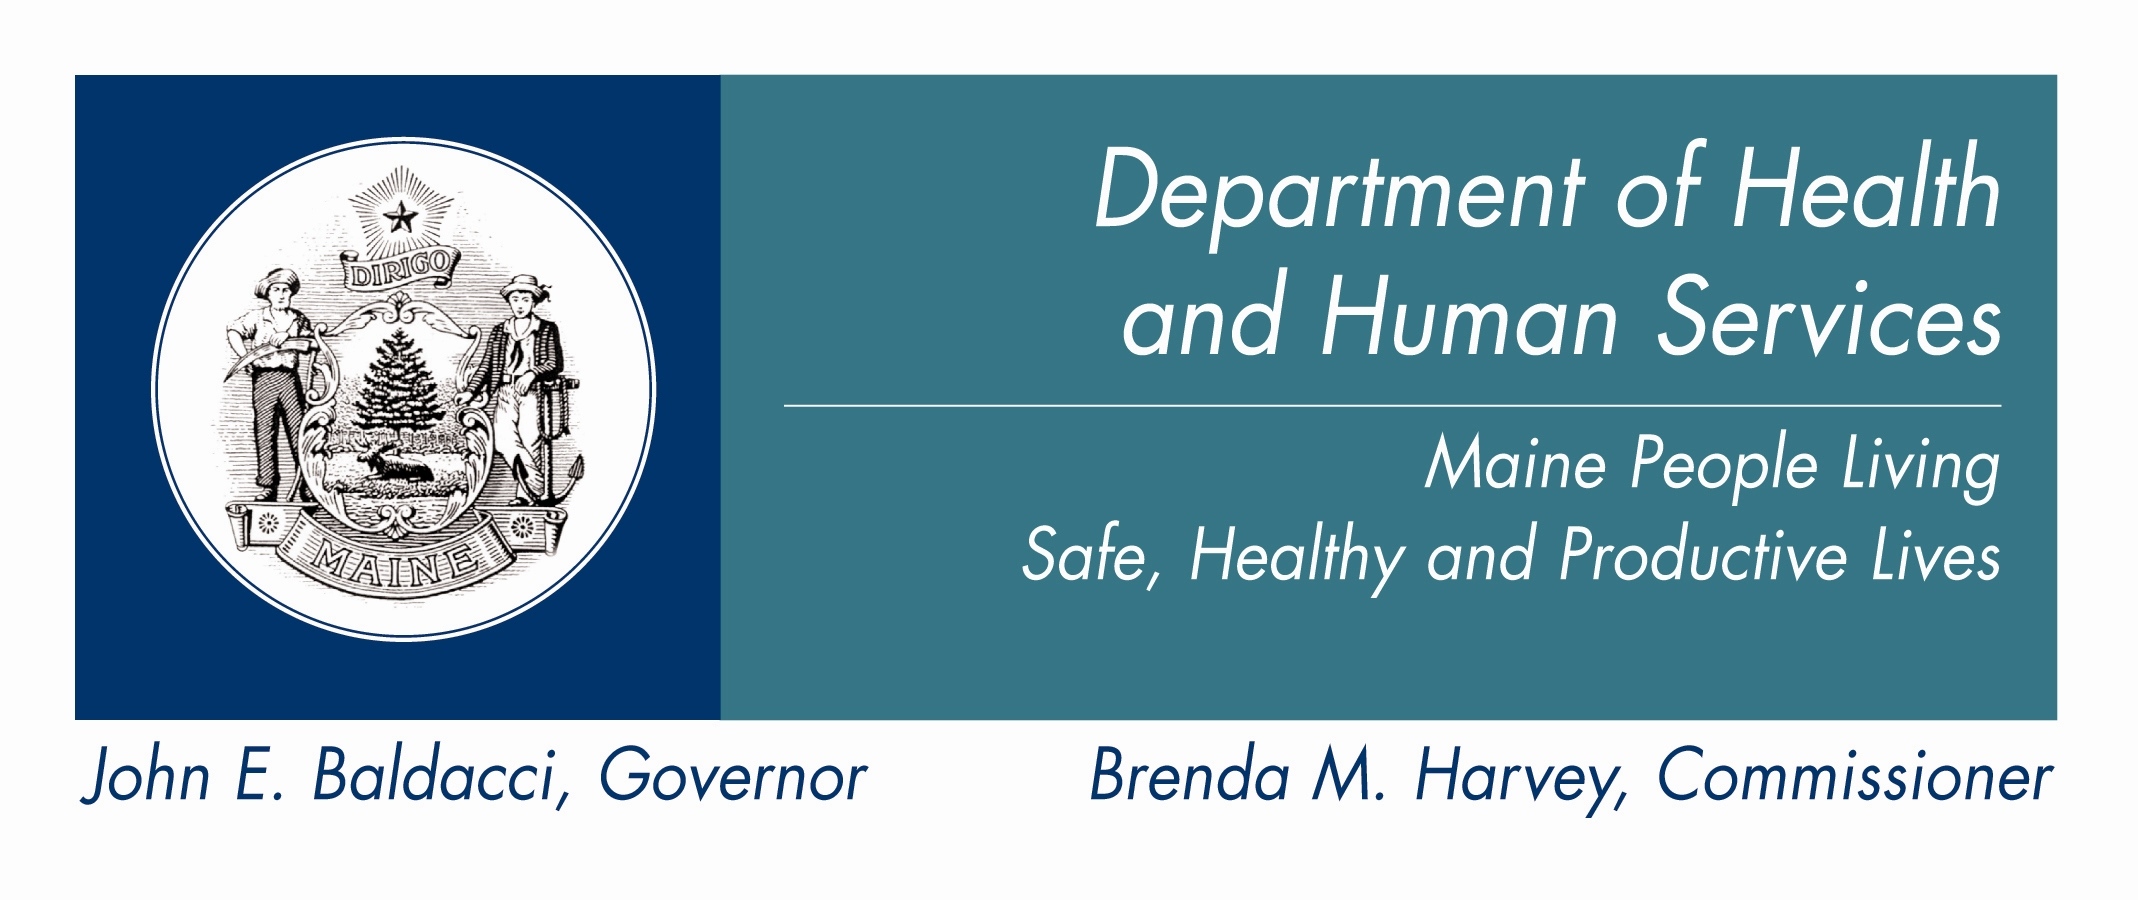 DIRIGO
MAINE
Department of Health
and Human Services
Maine People Living
Safe, Healthy and Productive Lives
John E. Baldacci, Governor
Brenda M. Harvey, Commissioner